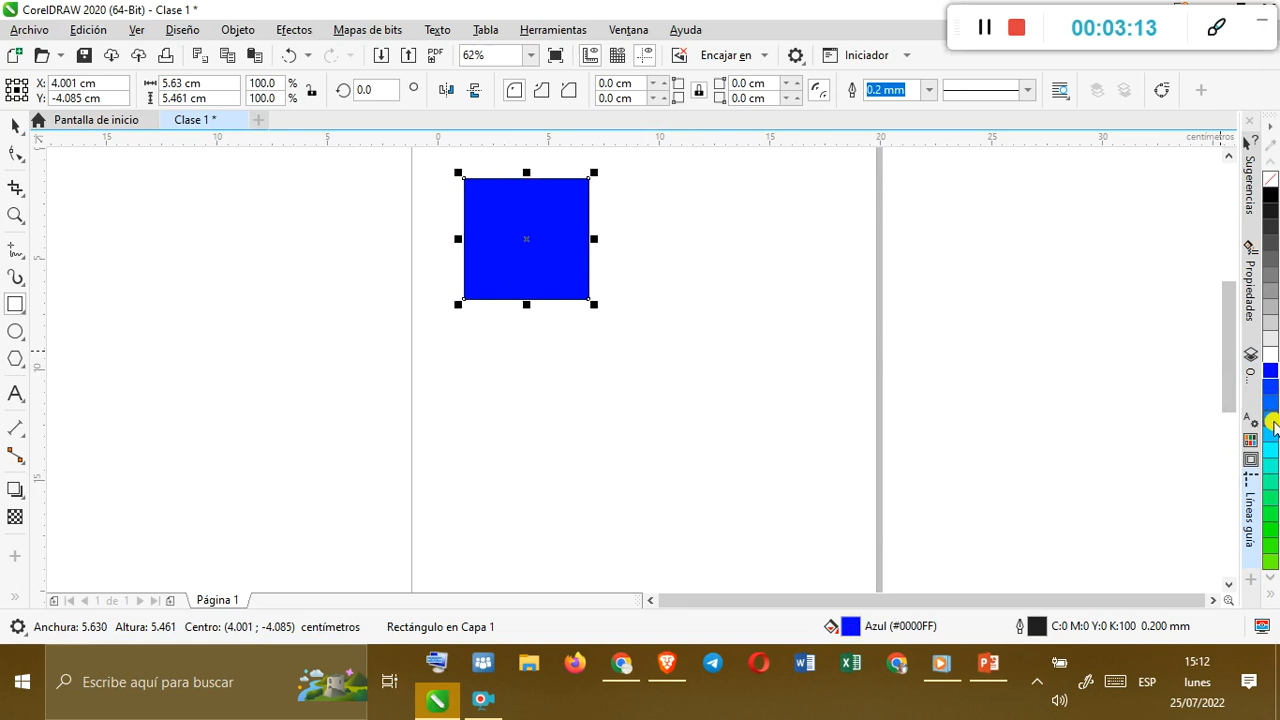 CorelDRAW 2020 (64-Bit) - Clase 1 *
00:03:13
Archivo Edición Ver Diseño Objeto Efectos Mapas de bits Texto Tabla Herramientas Ventana Ayuda
PDF 62% Encajar en Iniciador
X: 4.001 cm 5.63 cm 100.0 % 0.0 0.0 cm 0.0 cm 0.2 mm
Y: -4.085 cm 5.461 cm 100.0 % 0.0 cm 0.0 cm
Pantalla de inicio Clase 1 *
15 10 5 0 5 10 15 20 25 30 centímetros
Sugerencias
Propiedades
O...
Líneas guía
5
10
15
1 de 1 Página 1
Anchura: 5.630 Altura: 5.461 Centro: (4.001 ; -4.085) centímetros Rectángulo en Capa 1 Azul (#0000FF) C:0 M:0 Y:0 K:100 0.200 mm
Escribe aquí para buscar
ESP
15:12
lunes
25/07/2022